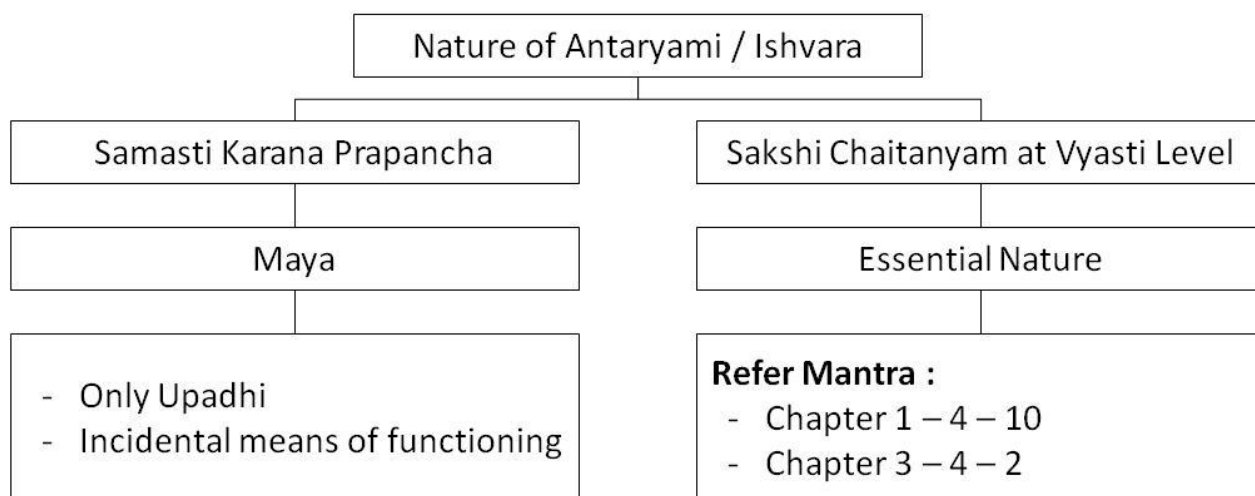 Nature of Antaryami / Ishvara
Samasti Karana Prapancha
Sakshi Chaitanyam at Vyasti Level
Maya
Essential Nature
- Only Upadhi
- Incidental means of functioning
Refer Mantra :
- Chapter 1 – 4 – 10
- Chapter 3 – 4 – 2